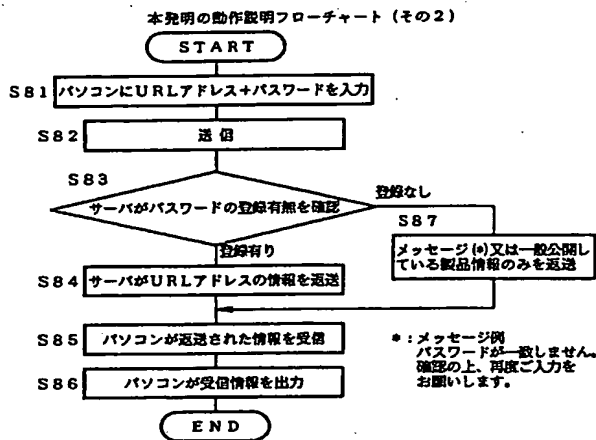 本発明の動作説明フローチャート(その2)
START
S81 パソコンにURLアドレス+パスワードを入力
S82 送信
S83
サーバがパスワードの登録有無を確認
登録なし
S87
メッセージ(*)又は一般公開し
ている製品情報のみを返送
登録有り
S84 サーバがURLアドレスの情報を返送
S85 パソコンが返送された情報を受信
S86 パソコンが受信情報を出力
END
*:メッセージ例
パスワードが一致しません。
確認の上、再度ご入力を
お願いします。